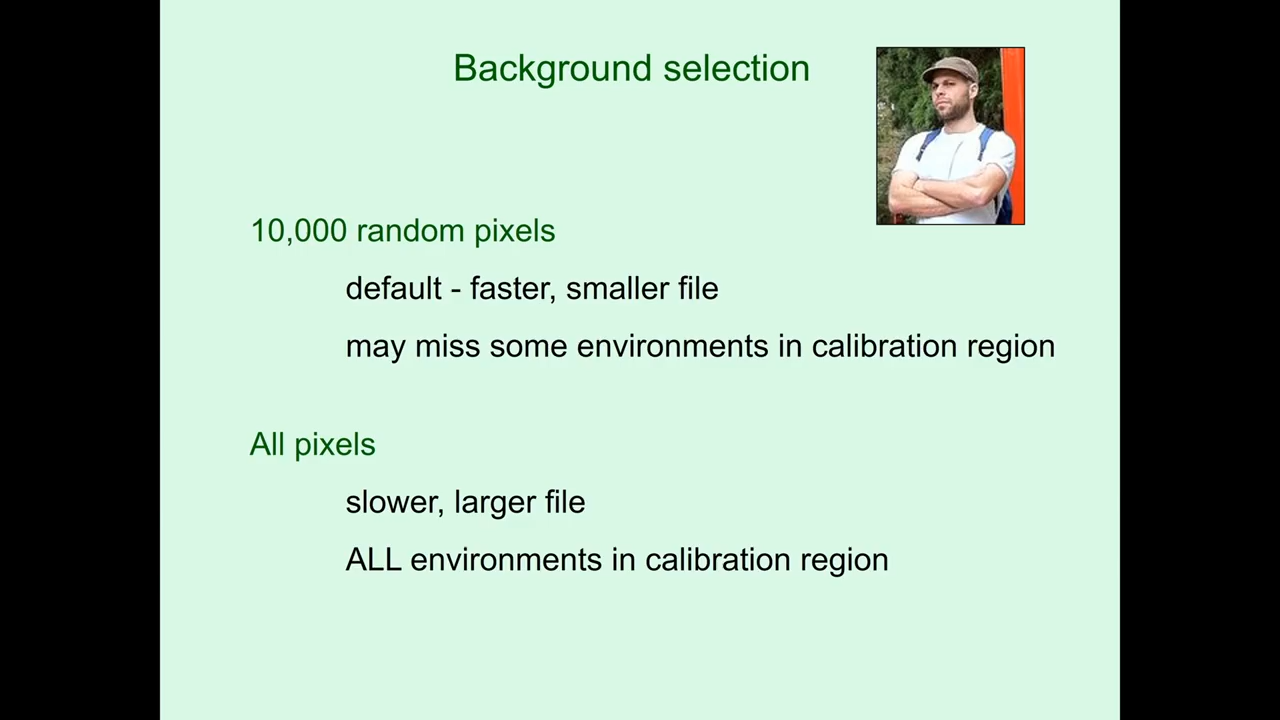 Background selection
10,000 random pixels
default - faster, smaller file
may miss some environments in calibration region
All pixels
slower, larger file
ALL environments in calibration region